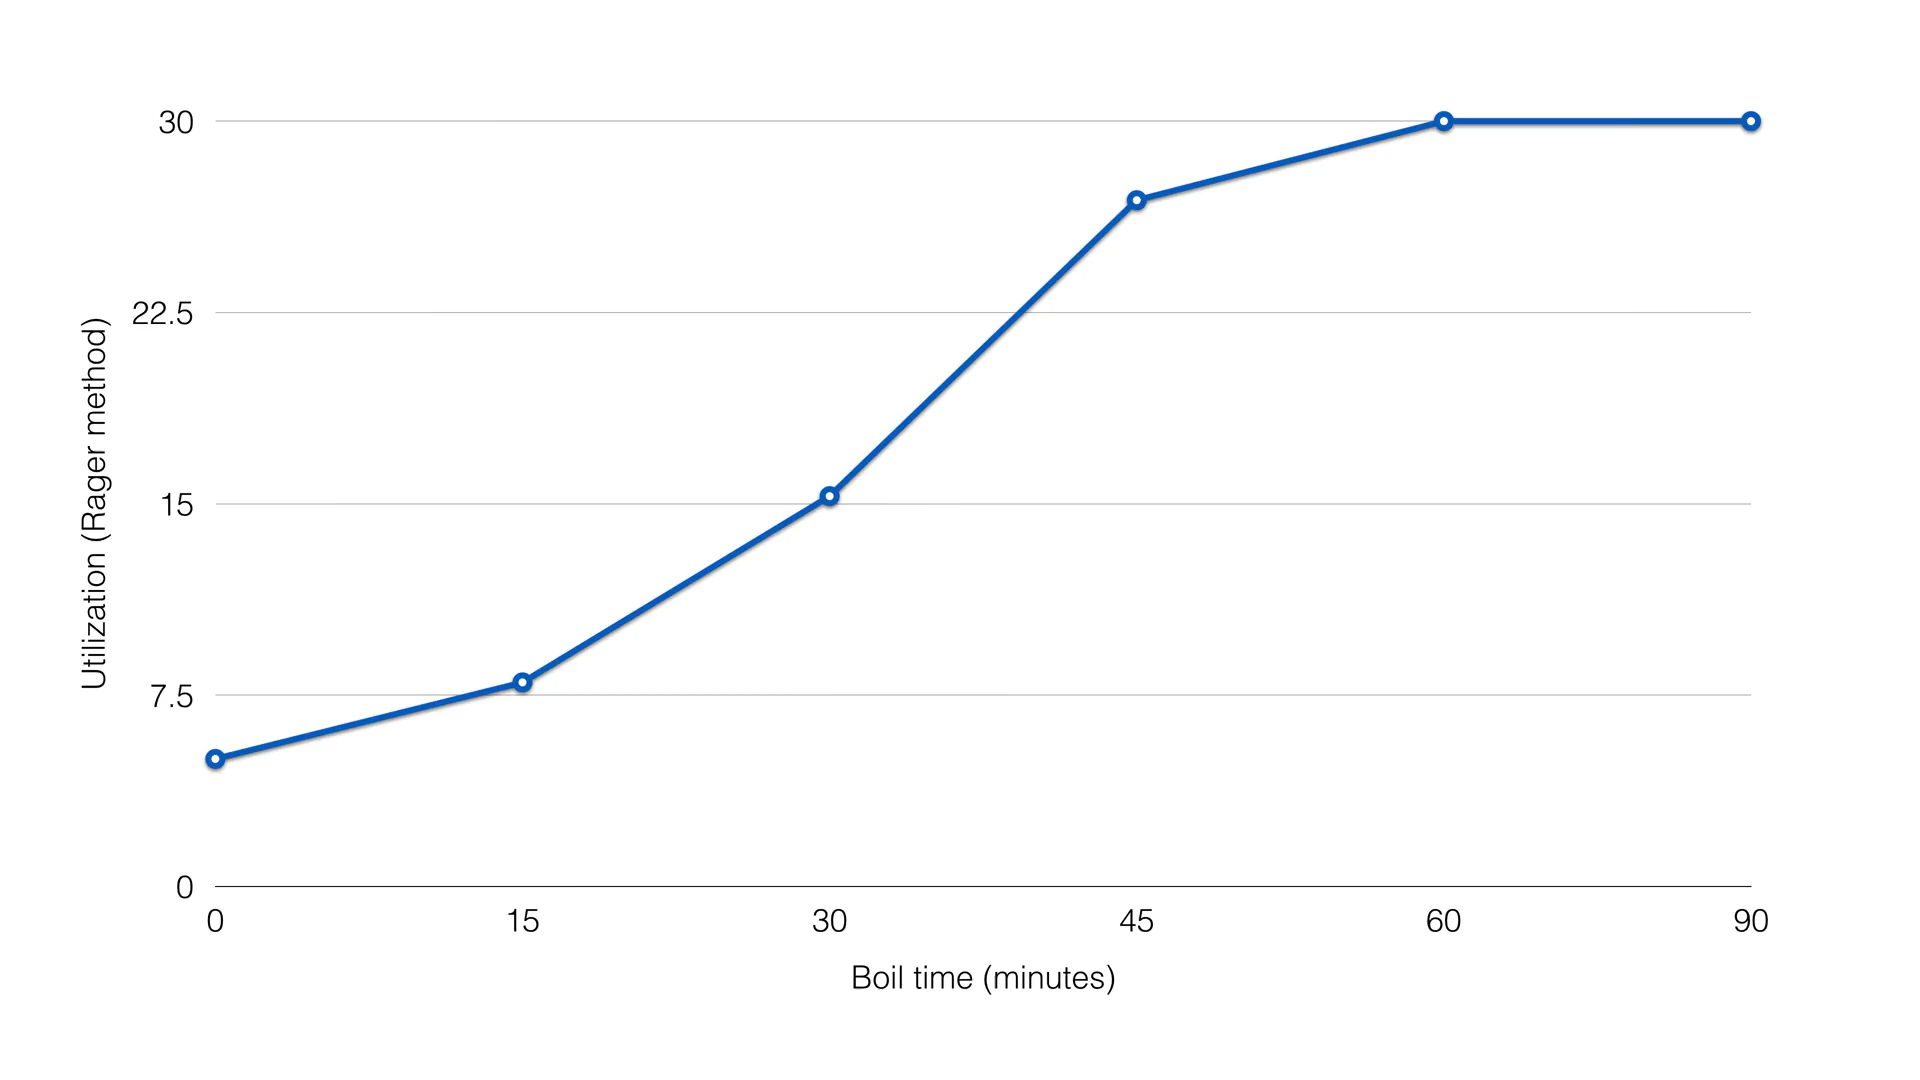 30
22.5
15
7.5
0
Utilization (Rager method)
0 15 30 45 60 90
Boil time (minutes)